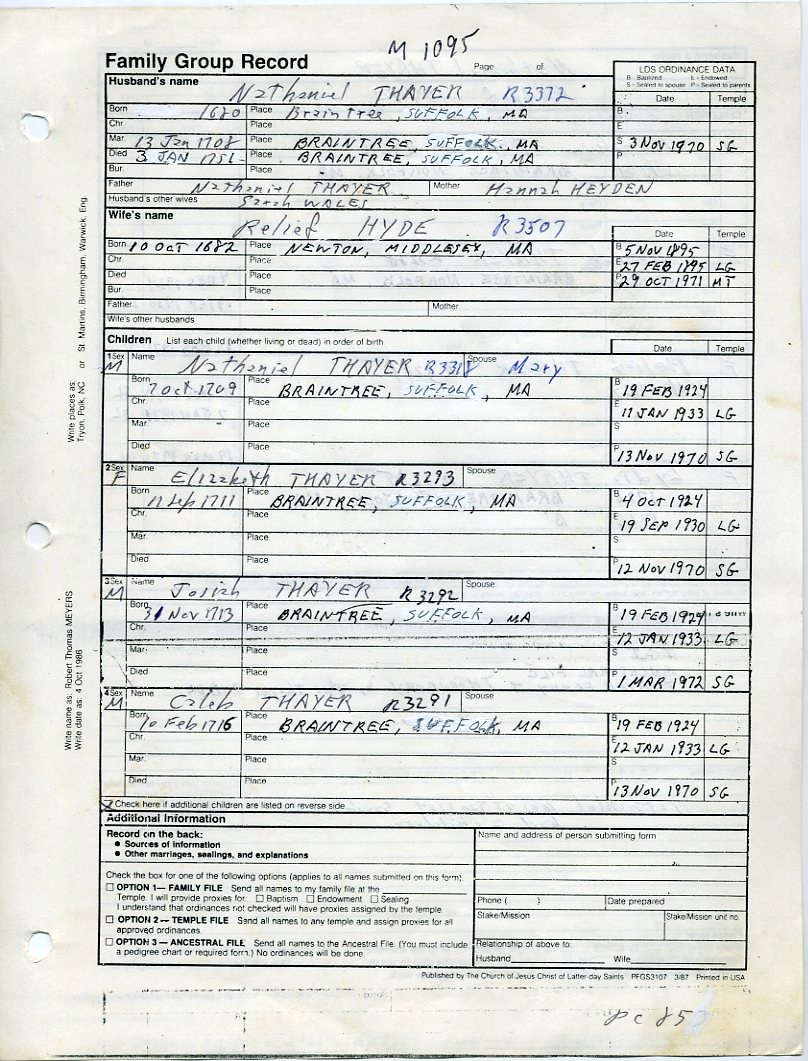 M 1095
Family Group Record Page of
LDS ORDINANCE DATA
B Baptized E - Endowed
S - Sealed to spouse P - Sealed to parents
Husband's name
Nathaniel THAYER R3372
Date Temple
Born 1680 Place Braintree, SUFFOLK, MA B
Chr. Place E
Mar. 13 Jan 1708 Place BRAINTREE, SUFFOLK, MA S 3 NOV 1970 SG
Died 3 JAN 1751- Place BRAINTREE, SUFFOLK, MA P
Bur. Place
Father Nathaniel THAYER Mother Hannah HEYDEN
Husband's other wives Sarah WALES
Wife's name
Relief HYDE R3507
Date Temple
Born 10 Oct 1682 Place NEWTON, MIDDLESEX, MA B 5 NOV 1895
Chr. Place E 27 FEB 1895 LG
Died Place P 29 OCT 1971 MT
Bur. Place
Father Mother
Wife's other husbands
Children List each child (whether living or dead) in order of birth Date Temple
1 Sex M Name Nathaniel THAYER R3318 Spouse Mary
Born 7 Oct 1709 Place BRAINTREE, SUFFOLK, MA B 19 FEB 1924
Chr. Place E 11 JAN 1933 LG
Mar. Place S
Died Place P 13 NOV 1970 SG
2 Sex F Name Elizabeth THAYER R3293 Spouse
Born 11 Sep 1711 Place BRAINTREE, SUFFOLK, MA B 4 OCT 1924
Chr. Place E 19 SEP 1930 LG
Mar. Place S
Died Place P 12 NOV 1970 SG
3 Sex M Name Josiah THAYER R3292 Spouse
Born Nov 1713 Place BRAINTREE, SUFFOLK, MA B 19 FEB 1924
Chr. Place E 12 JAN 1933 LG
Mar. Place S
Died Place P 1 MAR 1972 SG
4 Sex M Name Caleb THAYER R3291 Spouse
Born 10 Feb 1716 Place BRAINTREE, SUFFOLK, MA B 19 FEB 1924
Chr. Place E 12 JAN 1933 LG
Mar. Place S
Died Place P 13 NOV 1970 SG
Check here if additional children are listed on reverse side
Additional Information
Record on the back:
● Sources of information
● Other marriages, sealings, and explanations
Name and address of person submitting form
Check the box for one of the following options (applies to all names submitted on this form):
OPTION 1— FAMILY FILE Send all names to my family file at the
Temple. I will provide proxies for: Baptism Endowment Sealing
I understand that ordinances not checked will have proxies assigned by the temple
OPTION 2 — TEMPLE FILE Send all names to any temple and assign proxies for all
approved ordinances.
OPTION 3 — ANCESTRAL FILE Send all names to the Ancestral File. (You must include
a pedigree chart or required form.) No ordinances will be done.
Phone ( ) Date prepared
Stake/Mission Stake/Mission unit no.
Relationship of above to:
Husband Wife
Published by The Church of Jesus Christ of Latter-day Saints PFGS3107 3/87 Printed in USA
PC 85
Write places as: Tryon, Polk, NC or St. Martins, Birmingham, Warwick, Eng.
Write name as: Robert Thomas MEYERS
Write date as: 4 Oct 1986